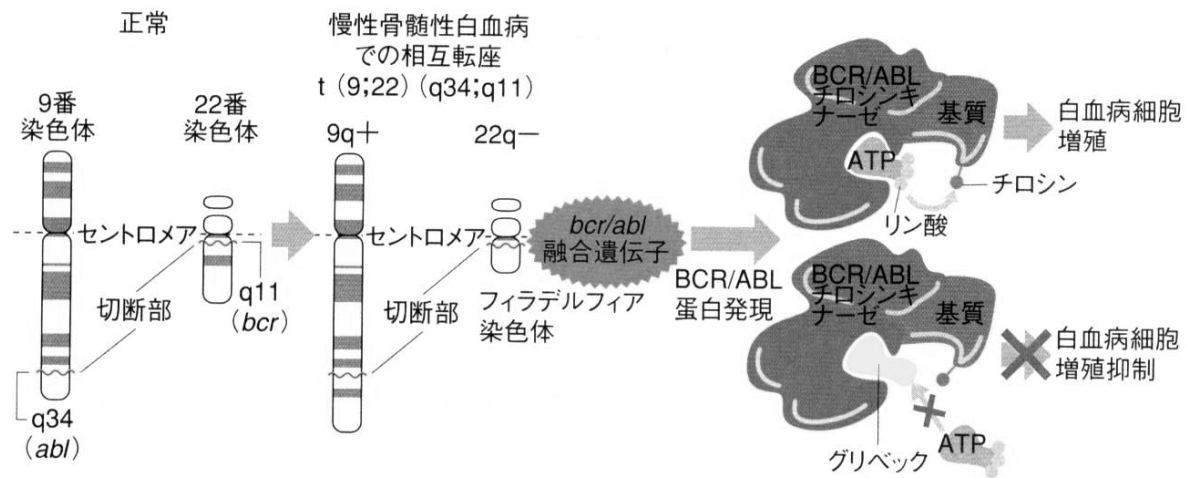 正常
慢性骨髄性白血病
での相互転座
t（9;22）（q34;q11）
9番
染色体
22番
染色体
9q＋
22q－
セントロメア
セントロメア
切断部
切断部
q11
（bcr）
q34
（abl）
bcr/abl
融合遺伝子
フィラデルフィア
染色体
BCR/ABL
蛋白発現
BCR/ABL
チロシンキ
ナーゼ
基質
ATP
リン酸
チロシン
白血病細胞
増殖
BCR/ABL
チロシンキ
ナーゼ
基質
グリベック
ATP
白血病細胞
増殖抑制